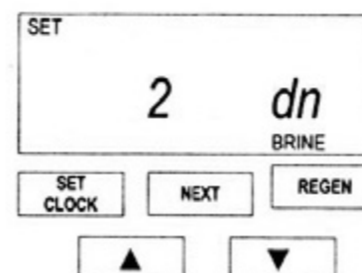 SET
2 dn
BRINE
SET CLOCK NEXT REGEN
▲ ▼